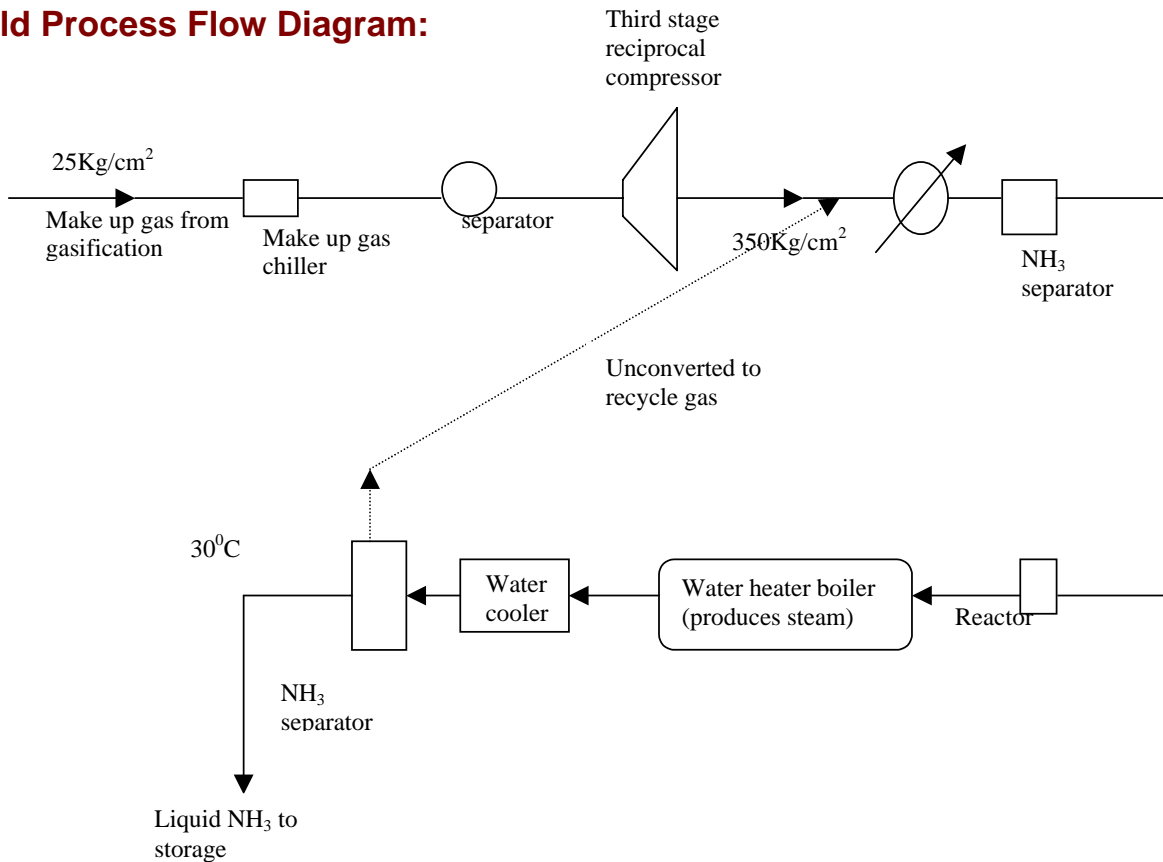 ld Process Flow Diagram:
Third stage
reciprocal
compressor
25Kg/cm²
Make up gas from
gasification
Make up gas
chiller
separator
350Kg/cm²
NH₃
separator
Unconverted to
recycle gas
30⁰C
Water
cooler
Water heater boiler
(produces steam)
Reactor
NH₃
separator
Liquid NH₃ to
storage